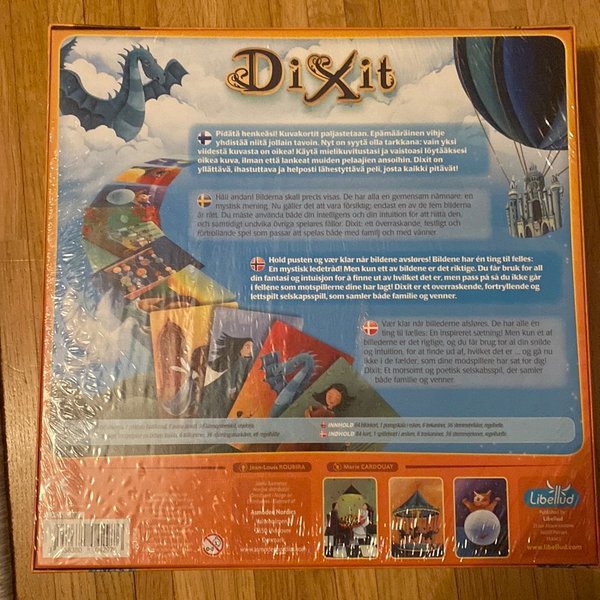 DiXit
Pidätä henkeäsi! Kuvakortit paljastetaan. Epämääräinen vihje
yhdistää niitä jollain tavoin. Nyt on syytä olla tarkkana: vain yksi
viidestä kuvasta on oikea! Käytä mielikuvitustasi ja vaistoasi löytääksesi
oikea kuva, ilman että lankeat muiden pelaajien ansoihin. Dixit on
yllättävä, ihastuttava ja helposti lähestyttävä peli, josta kaikki pitävät!
Håll andan! Bilderna skall precis visas. De har alla en gemensam nämnare: en
mystisk mening. Nu gäller det att vara försiktig: endast en av de fem bilderna
är rätt. Du måste använda både din intelligens och din intuition för att hitta den,
och samtidigt undvika övriga spelares fällor. Dixit: ett överraskande, festligt och
förtrollande spel som passar att spelas både med familj och med vänner.
Hold pusten og vær klar når bildene avsløres! Bildene har én ting til felles:
En mystisk ledetråd! Men kun ett av bildene er det riktige. Du får bruk for all
din fantasi og intuisjon for å finne ut av hvilket det er, men pass på så du ikke går
i fellene som motspillerne dine har lagt! Dixit er et overraskende, fortryllende og
lettspilt selskapsspill, som samler både familie og venner.
Vær klar når billederne afsløres. De har alle én
ting til fælles: En inspireret sætning! Men kun ét af
billederne er det rigtige, og du får brug for al din snilde
og intuition, for at finde ud af, hvilket det er ... og gå nu
ikke i de fælder, som dine modspillere har sat for dig!
Dixit: Et morsomt og poetisk selskabsspil, der samler
både familie og venner.
INNHOLD
INDHOLD
Jean-Louis ROUBIRA
Marie CARDOUAT
Asmodee Nordics
Denmark
Libellud
Published by:
Libellud
FRANCE
www.libellud.com